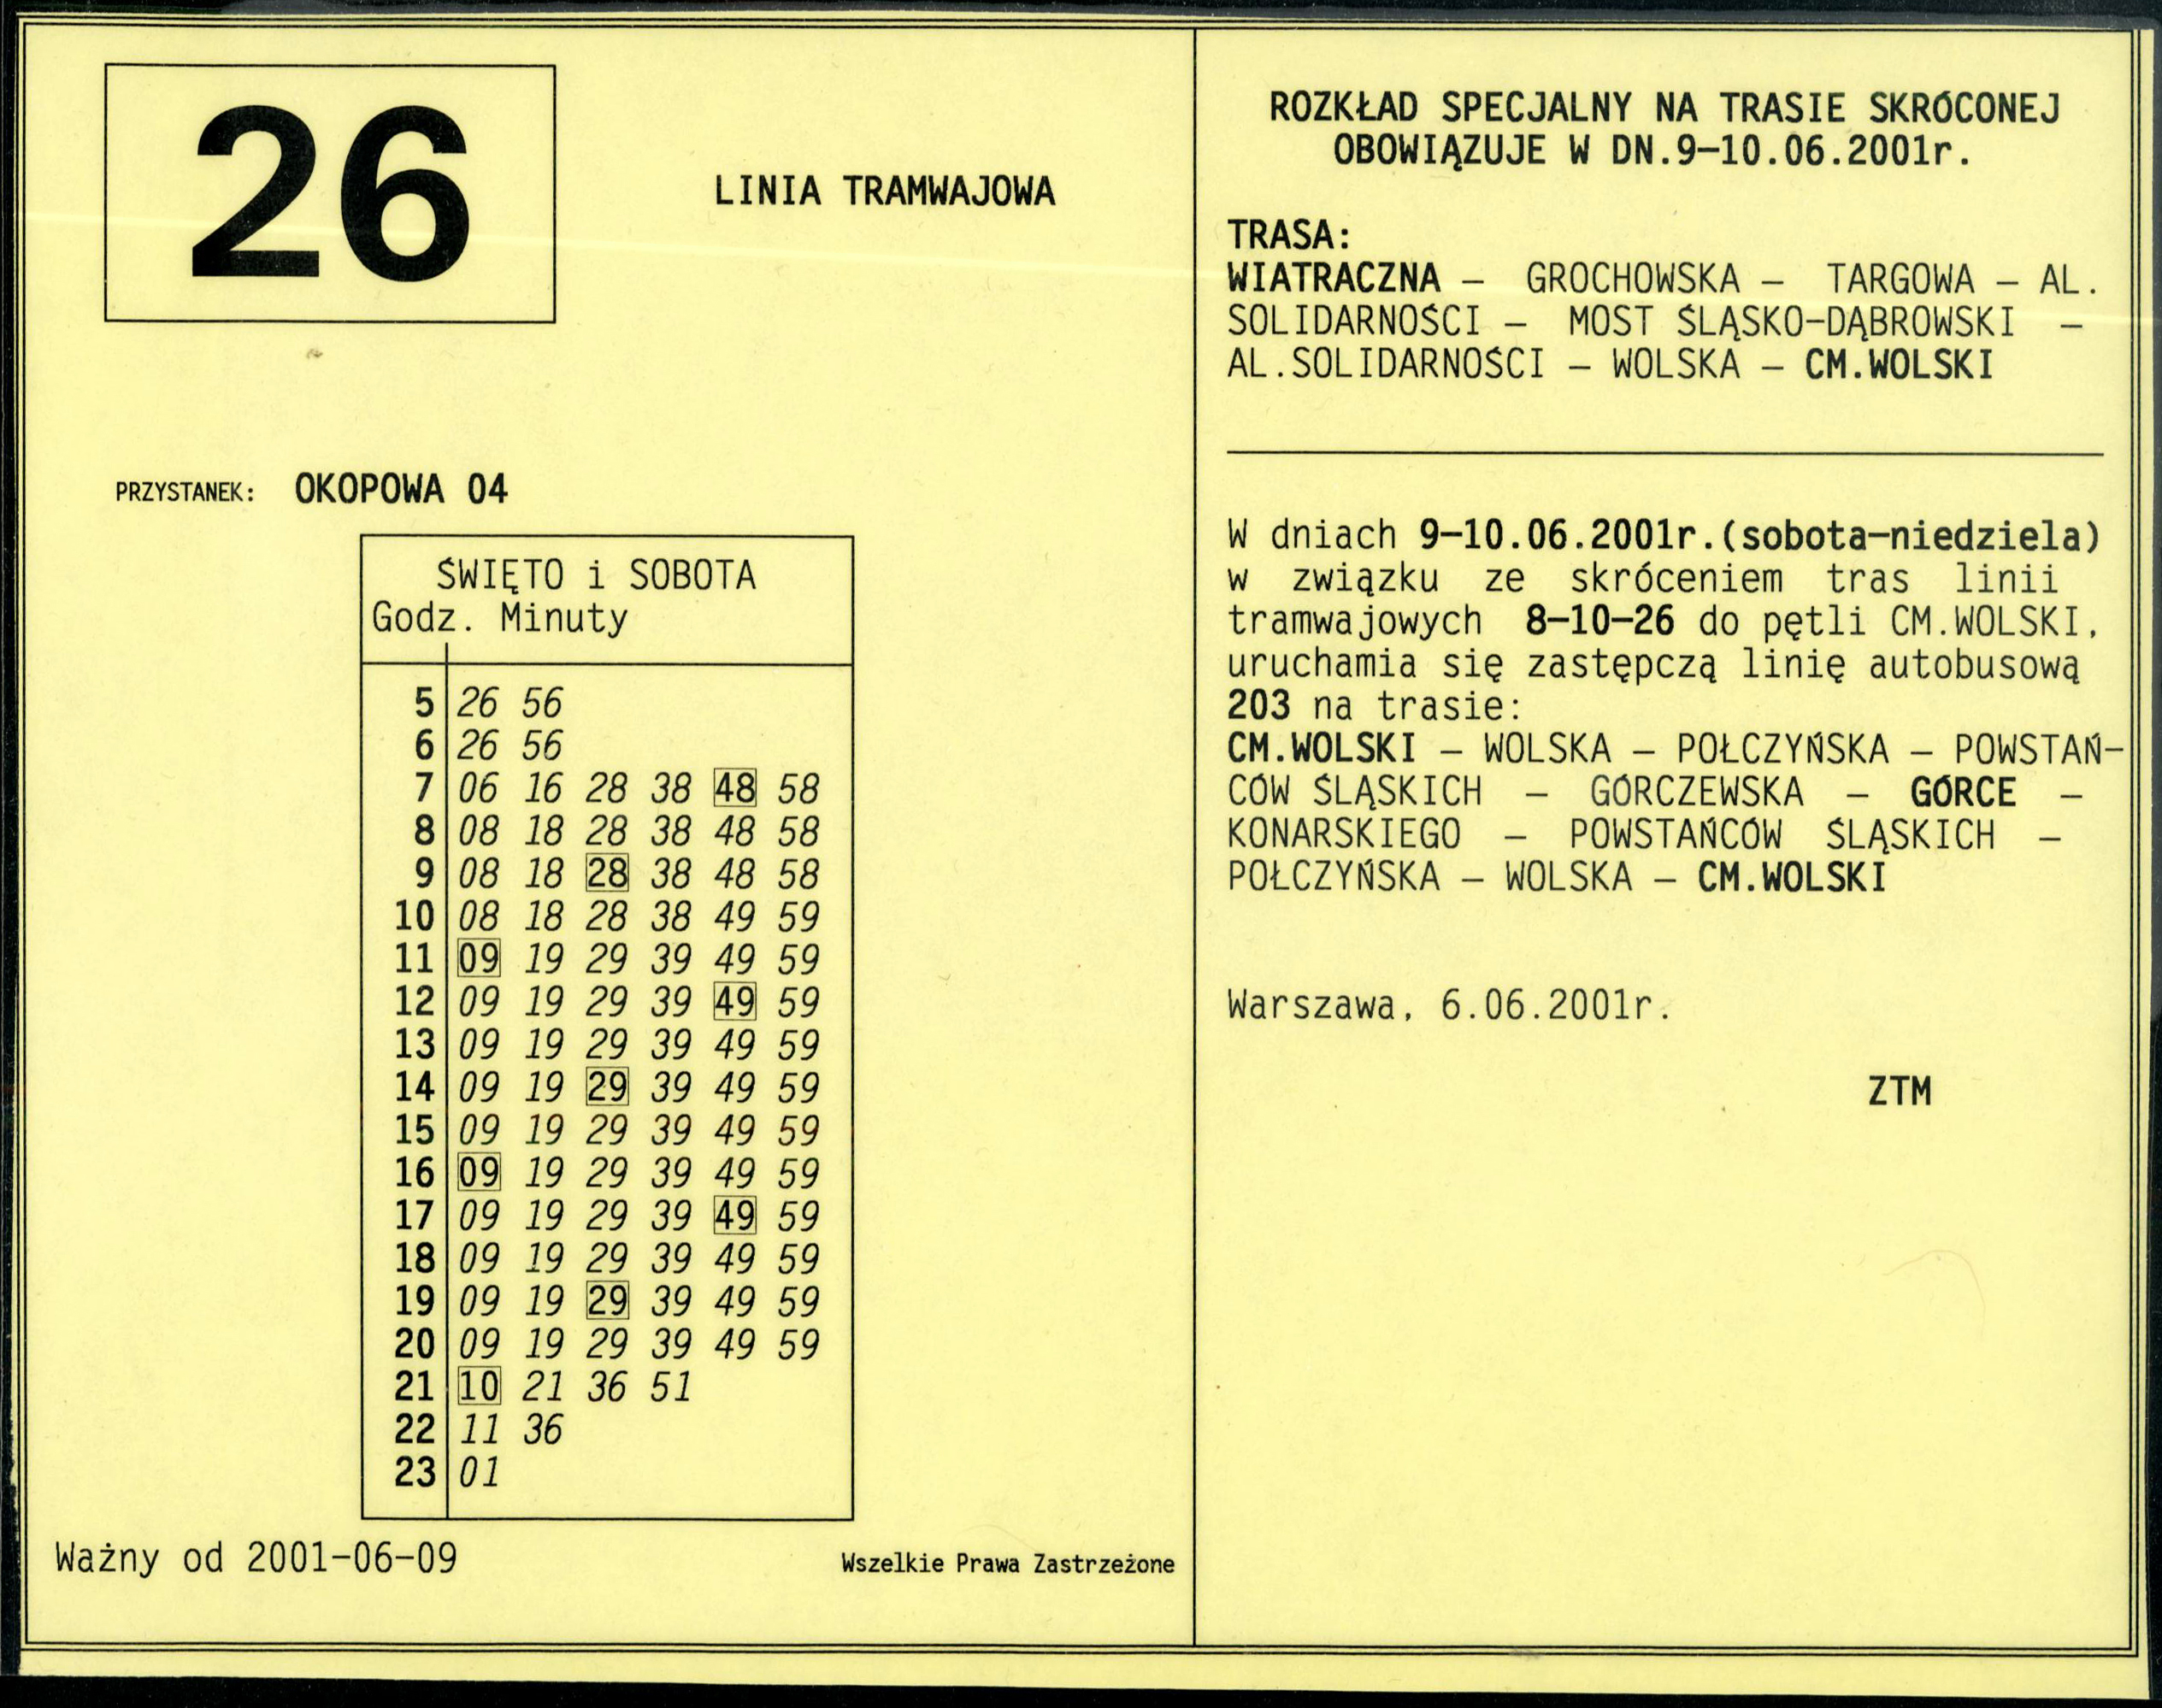 26
LINIA TRAMWAJOWA
PRZYSTANEK: OKOPOWA 04
ŚWIĘTO i SOBOTA
Godz. Minuty
5 26 56
6 26 56
7 06 16 28 38 48 58
8 08 18 28 38 48 58
9 08 18 28 38 48 58
10 08 18 28 38 49 59
11 09 19 29 39 49 59
12 09 19 29 39 49 59
13 09 19 29 39 49 59
14 09 19 29 39 49 59
15 09 19 29 39 49 59
16 09 19 29 39 49 59
17 09 19 29 39 49 59
18 09 19 29 39 49 59
19 09 19 29 39 49 59
20 09 19 29 39 49 59
21 10 21 36 51
22 11 36
23 01
Ważny od 2001-06-09
Wszelkie Prawa Zastrzeżone
ROZKŁAD SPECJALNY NA TRASIE SKRÓCONEJ
OBOWIĄZUJE W DN.9-10.06.2001r.
TRASA:
WIATRACZNA - GROCHOWSKA - TARGOWA - AL.
SOLIDARNOŚCI - MOST ŚLĄSKO-DĄBROWSKI -
AL.SOLIDARNOŚCI - WOLSKA - CM.WOLSKI
W dniach 9-10.06.2001r.(sobota-niedziela)
w związku ze skróceniem tras linii
tramwajowych 8-10-26 do pętli CM.WOLSKI,
uruchamia się zastępczą linię autobusową
203 na trasie:
CM.WOLSKI - WOLSKA - POŁCZYŃSKA - POWSTAŃ-
CÓW ŚLĄSKICH - GÓRCZEWSKA - GÓRCE -
KONARSKIEGO - POWSTAŃCÓW ŚLĄSKICH -
POŁCZYŃSKA - WOLSKA - CM.WOLSKI
Warszawa, 6.06.2001r.
ZTM